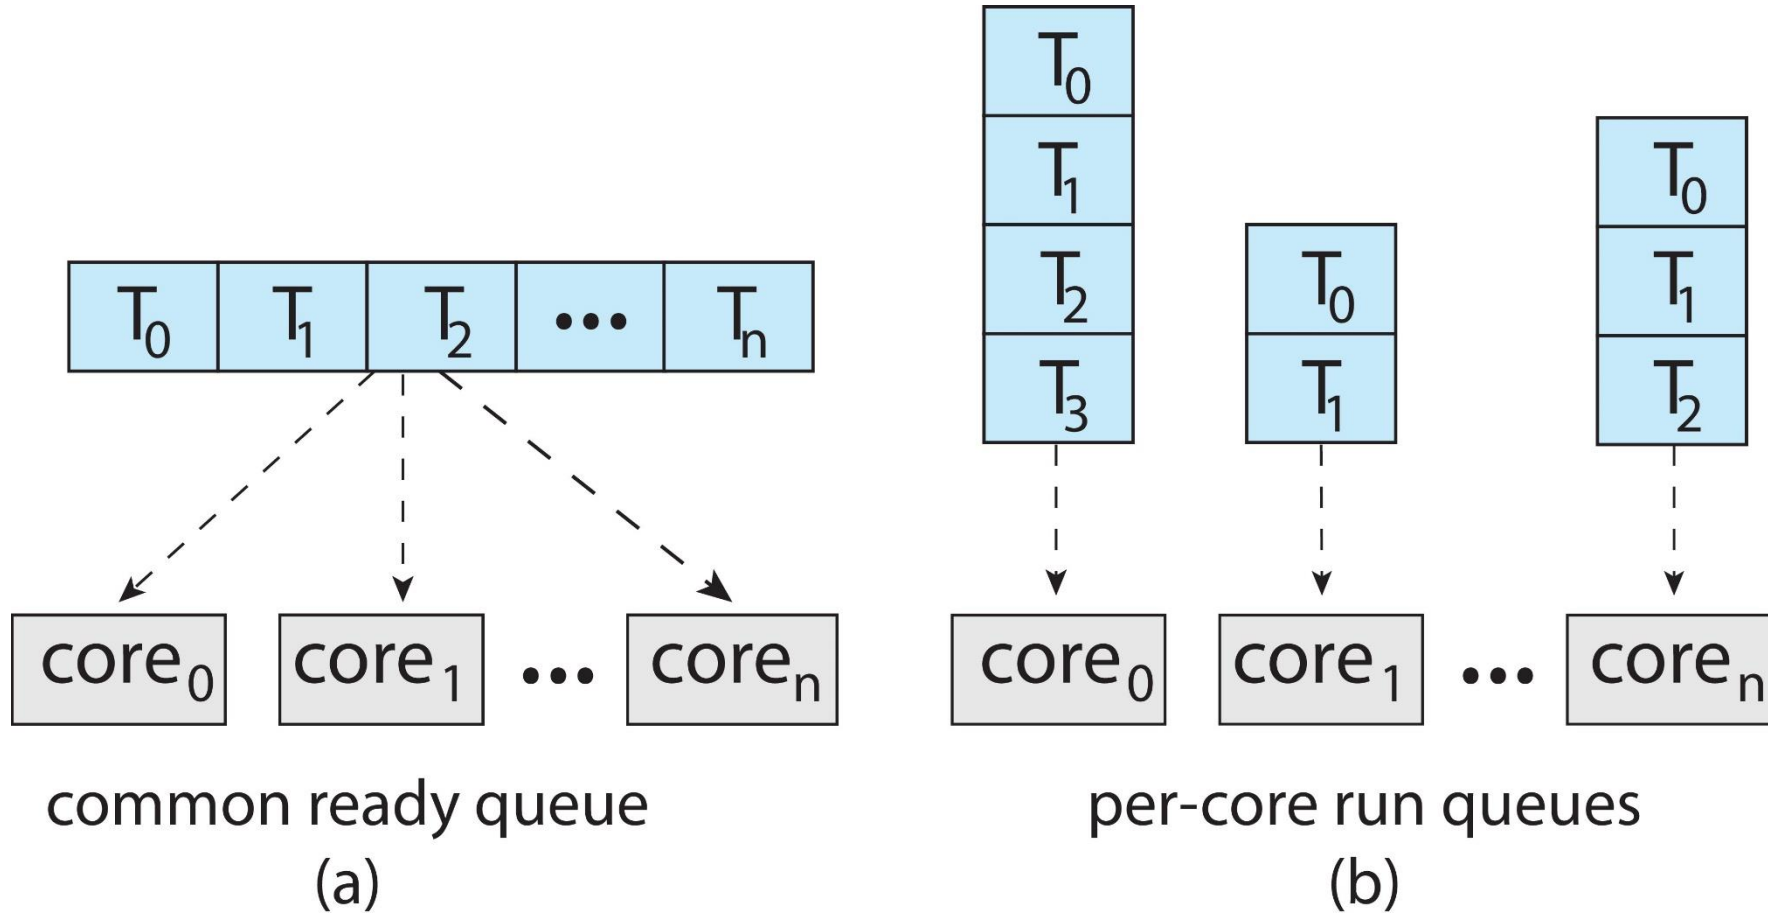 T0 T1 T2 ••• Tn
core0 core1 ••• coren
common ready queue
(a)
T0
T1
T2
T3
T0
T1
T0
T1
T2
core0 core1 ••• coren
per-core run queues
(b)